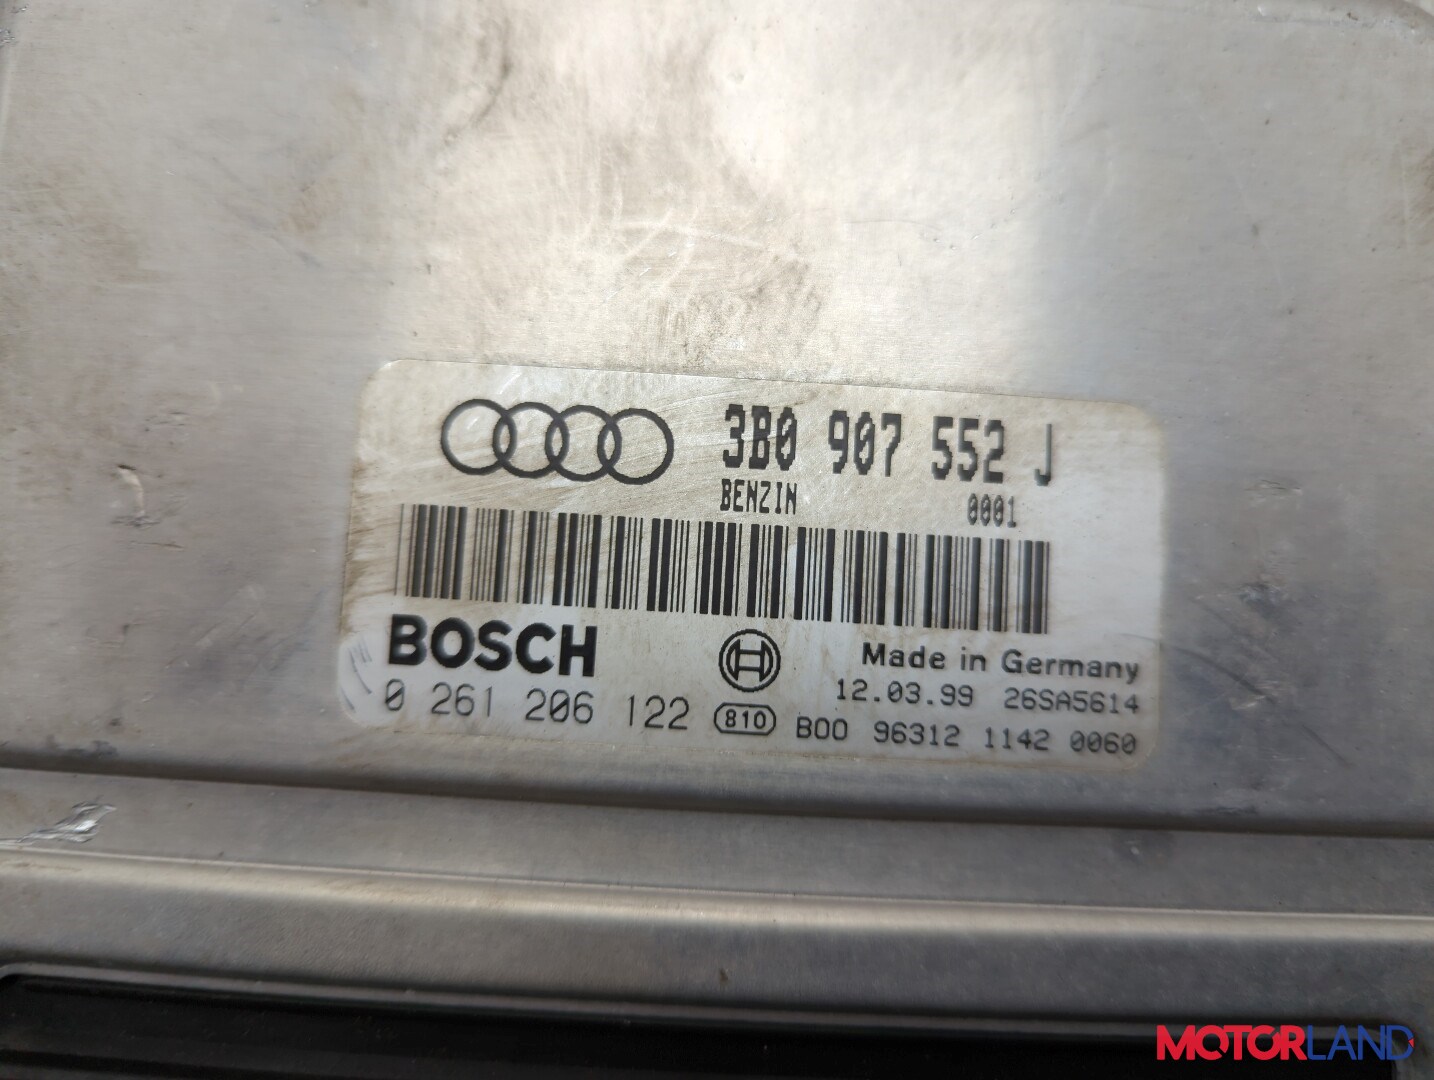 3B0 907 552 J
BENZIN 0001
BOSCH
Made in Germany
12.03.99 26SA5614
0 261 206 122 810 B00 96312 1142 0060
MOTORLAND